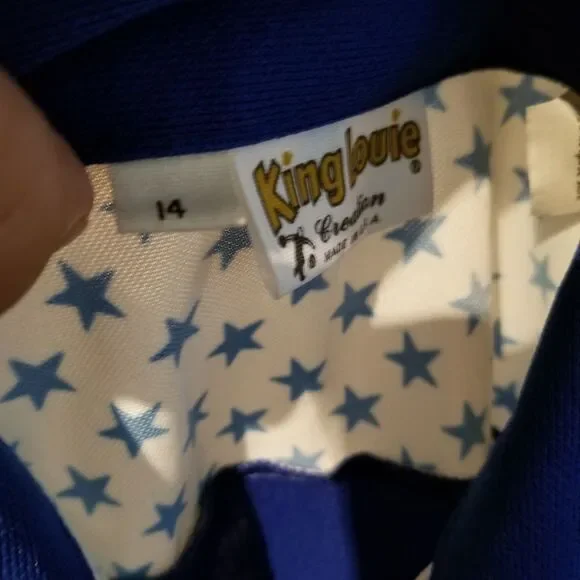 14
King Louie®
Creation
MADE IN U.S.A.